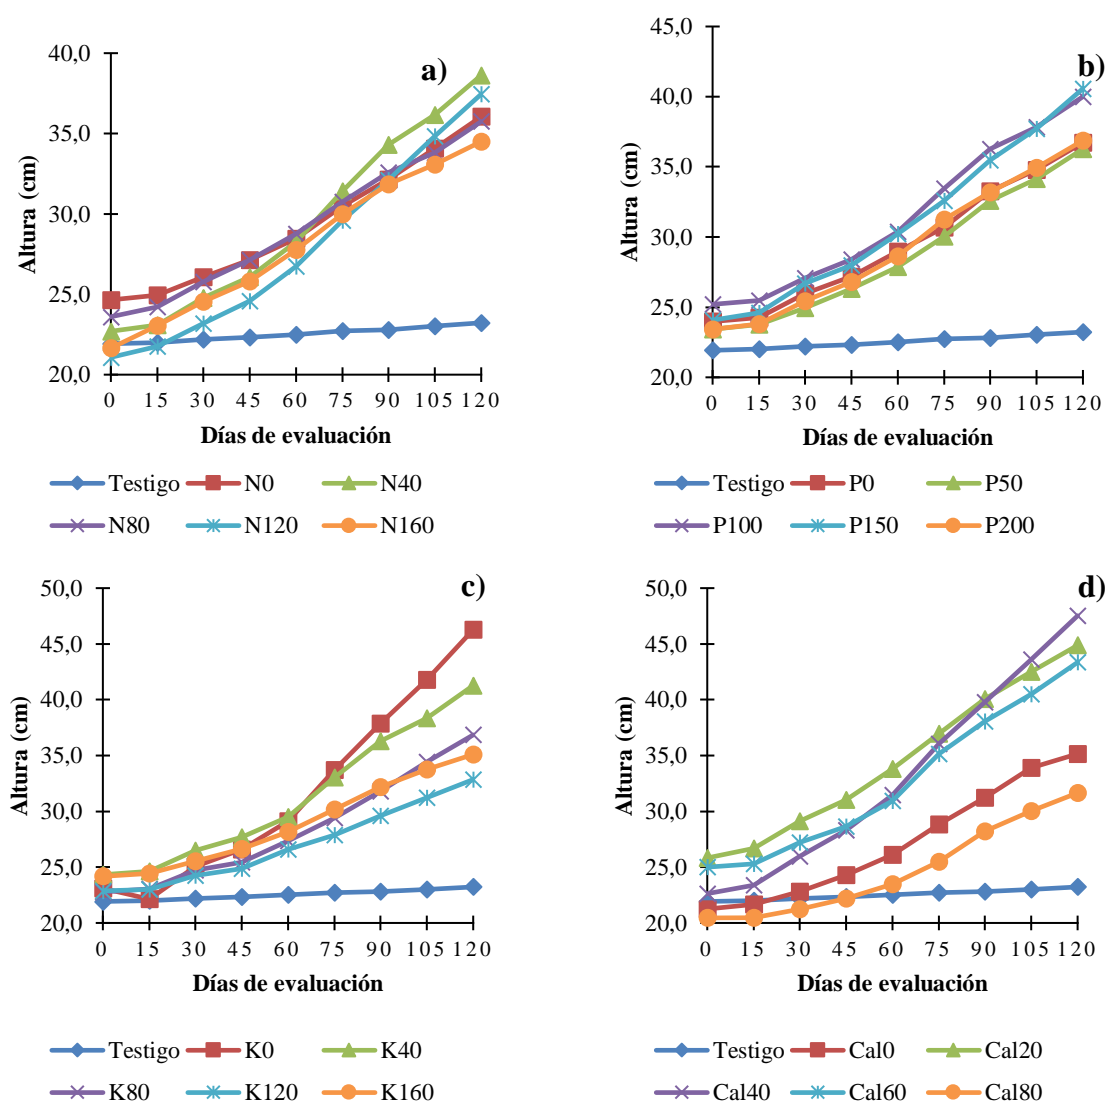 a)
40,0
35,0
30,0
25,0
20,0
Altura (cm)
0 15 30 45 60 75 90 105 120
Días de evaluación
Testigo N0 N40
N80 N120 N160
b)
45,0
40,0
35,0
30,0
25,0
20,0
Altura (cm)
0 15 30 45 60 75 90 105 120
Días de evaluación
Testigo P0 P50
P100 P150 P200
c)
50,0
45,0
40,0
35,0
30,0
25,0
20,0
Altura (cm)
0 15 30 45 60 75 90 105 120
Días de evaluación
Testigo K0 K40
K80 K120 K160
d)
50,0
45,0
40,0
35,0
30,0
25,0
20,0
Altura (cm)
0 15 30 45 60 75 90 105 120
Días de evaluación
Testigo Cal0 Cal20
Cal40 Cal60 Cal80